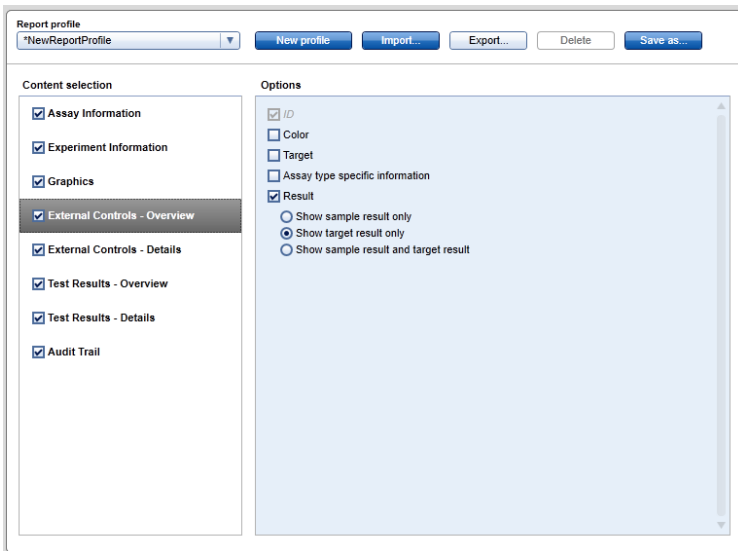 Report profile
*NewReportProfile
New profile
Import...
Export...
Delete
Save as...
Content selection
Options
Assay Information
Experiment Information
Graphics
External Controls - Overview
External Controls - Details
Test Results - Overview
Test Results - Details
Audit Trail
ID
Color
Target
Assay type specific information
Result
Show sample result only
Show target result only
Show sample result and target result